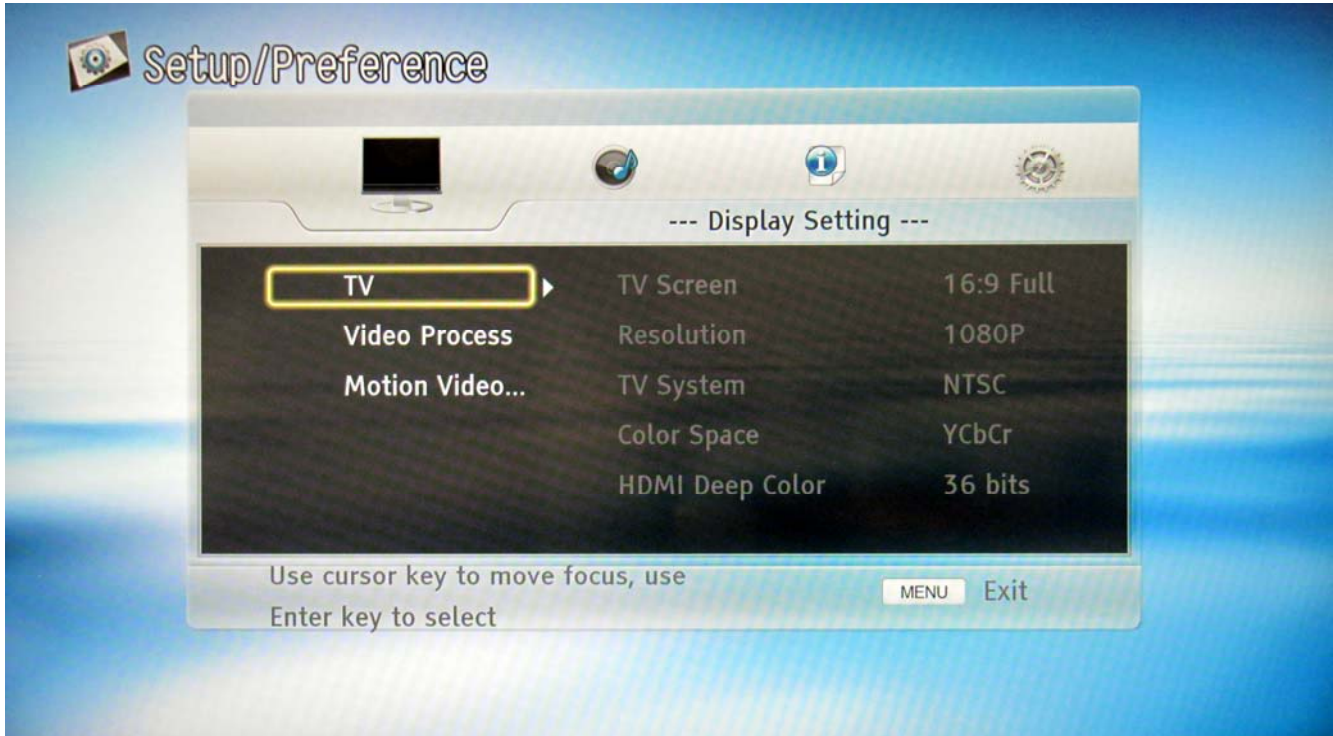 Setup/Preference
--- Display Setting ---
TV TV Screen 16:9 Full
Video Process Resolution 1080P
Motion Video... TV System NTSC
Color Space YCbCr
HDMI Deep Color 36 bits
Use cursor key to move focus, use
Enter key to select
MENU Exit